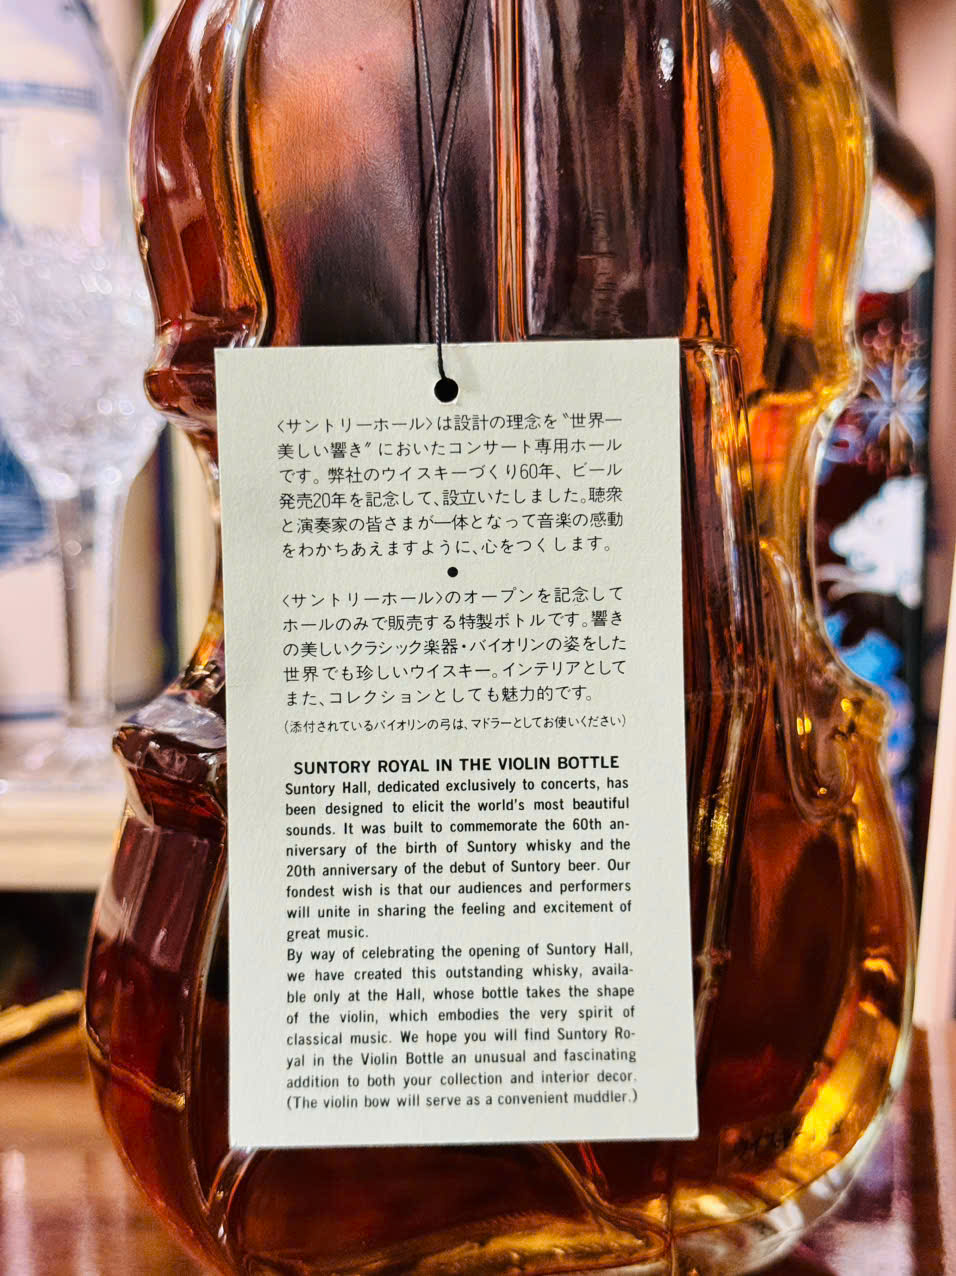 〈サントリーホール〉は設計の理念を〝世界一
美しい響き〟においたコンサート専用ホール
です。弊社のウイスキーづくり60年、ビール
発売20年を記念して、設立いたしました。聴衆
と演奏家の皆さまが一体となって音楽の感動
をわかちあえますように、心をつくします。
●
〈サントリーホール〉のオープンを記念して
ホールのみで販売する特製ボトルです。響き
の美しいクラシック楽器・バイオリンの姿をした
世界でも珍しいウイスキー。インテリアとして
また、コレクションとしても魅力的です。
(添付されているバイオリンの弓は、マドラーとしてお使いください)
SUNTORY ROYAL IN THE VIOLIN BOTTLE
Suntory Hall, dedicated exclusively to concerts, has
been designed to elicit the world's most beautiful
sounds. It was built to commemorate the 60th an-
niversary of the birth of Suntory whisky and the
20th anniversary of the debut of Suntory beer. Our
fondest wish is that our audiences and performers
will unite in sharing the feeling and excitement of
great music.
By way of celebrating the opening of Suntory Hall,
we have created this outstanding whisky, availa-
ble only at the Hall, whose bottle takes the shape
of the violin, which embodies the very spirit of
classical music. We hope you will find Suntory Ro-
yal in the Violin Bottle an unusual and fascinating
addition to both your collection and interior decor.
(The violin bow will serve as a convenient muddler.)